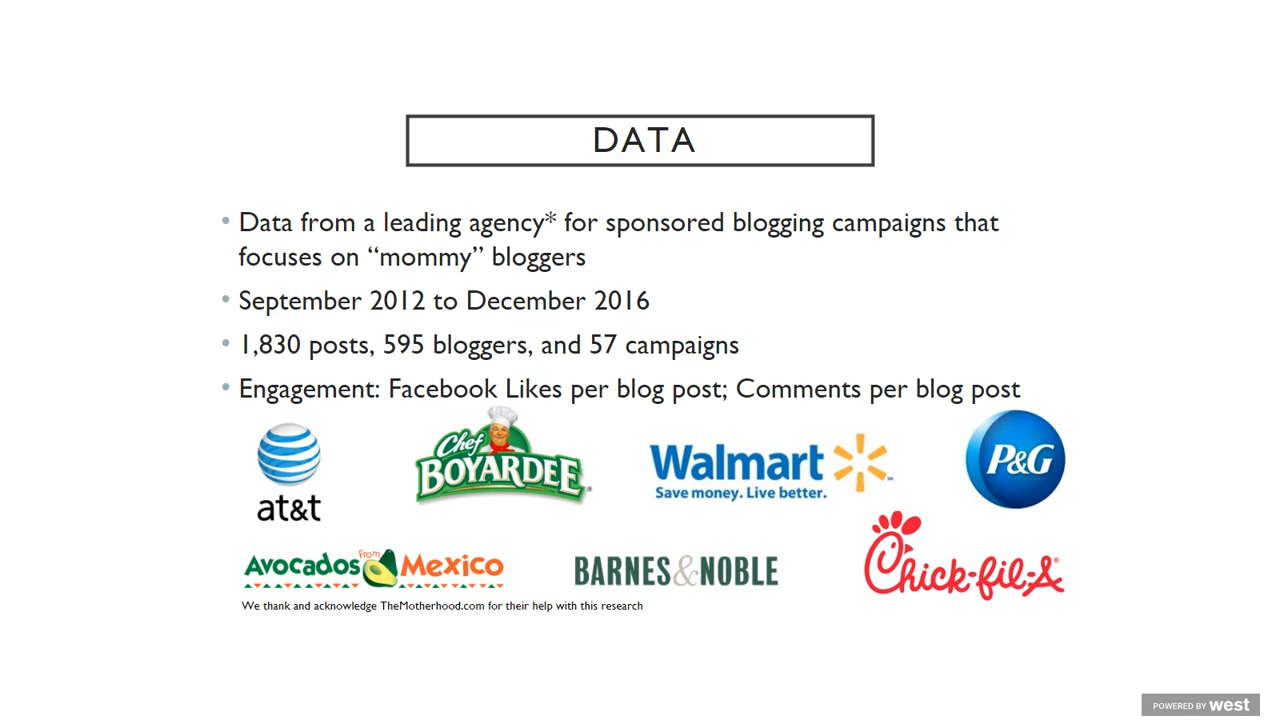 DATA
• Data from a leading agency* for sponsored blogging campaigns that
focuses on “mommy” bloggers
• September 2012 to December 2016
• 1,830 posts, 595 bloggers, and 57 campaigns
• Engagement: Facebook Likes per blog post; Comments per blog post
at&t
Chef
BOYARDEE
Walmart
Save money. Live better.
P&G
Avocados From Mexico
BARNES&NOBLE
Chick-fil-A
We thank and acknowledge TheMotherhood.com for their help with this research
POWERED BY west